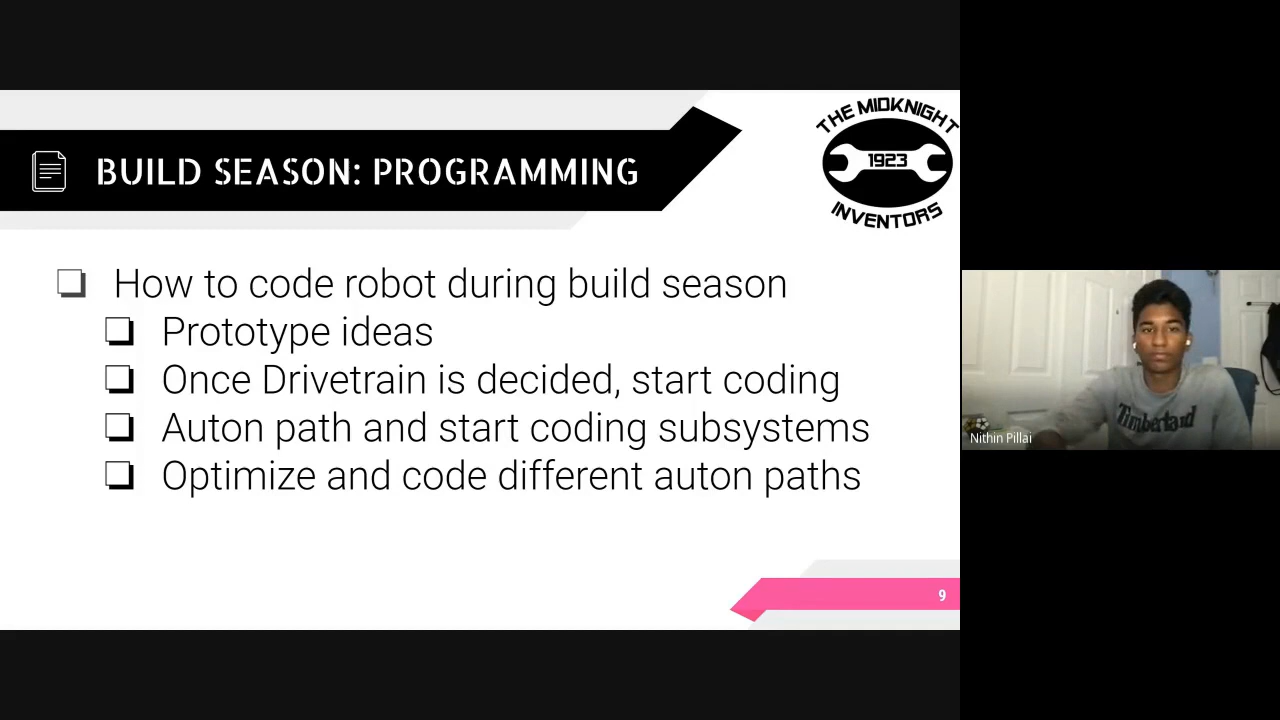 BUILD SEASON: PROGRAMMING
THE MIDKNIGHT
1923
INVENTORS
How to code robot during build season
Prototype ideas
Once Drivetrain is decided, start coding
Auton path and start coding subsystems
Optimize and code different auton paths
9
Timberland
Nithin Pillai